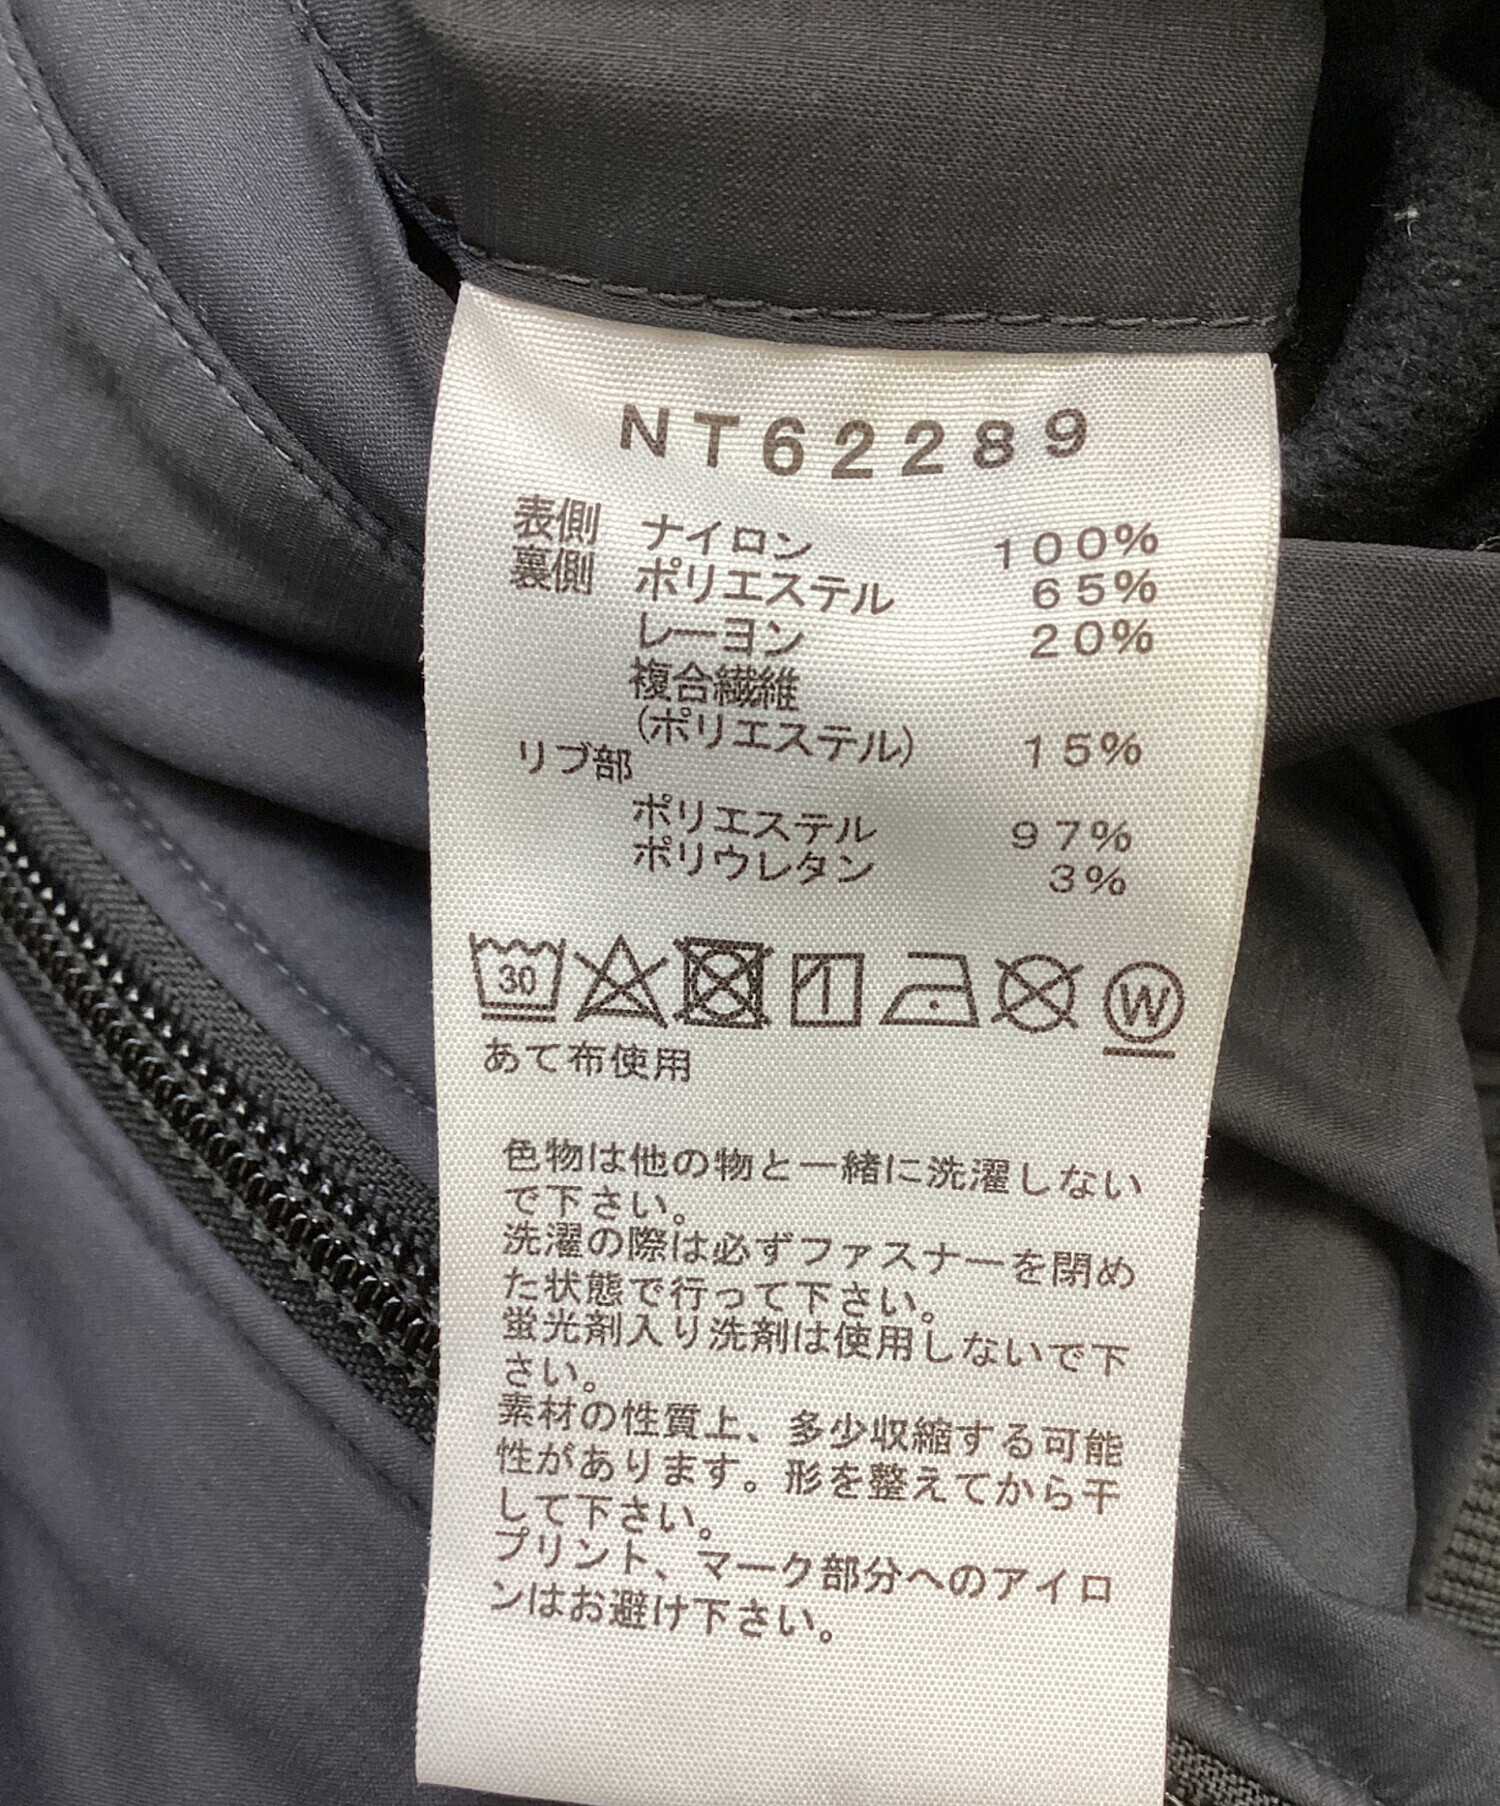 NT62289
表側 ナイロン 100%
裏側 ポリエステル 65%
レーヨン 20%
複合繊維
(ポリエステル) 15%
リブ部
ポリエステル 97%
ポリウレタン 3%
30 W
あて布使用
色物は他の物と一緒に洗濯しない
で下さい。
洗濯の際は必ずファスナーを閉め
た状態で行って下さい。
蛍光剤入り洗剤は使用しないで下
さい。
素材の性質上、多少収縮する可能
性があります。形を整えてから干
して下さい。
プリント、マーク部分へのアイロ
ンはお避け下さい。